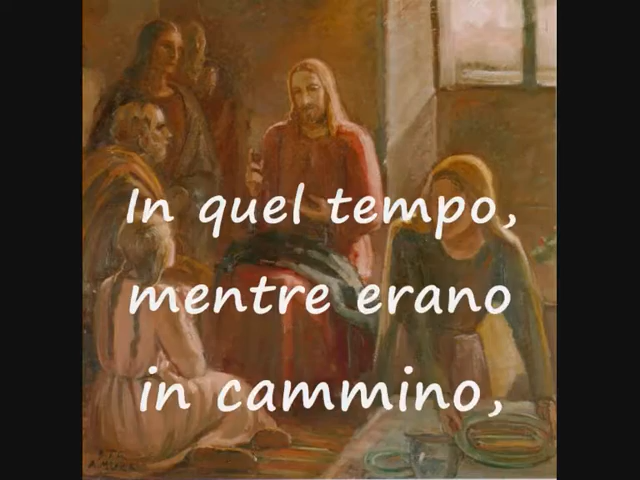 In quel tempo,
mentre erano
in cammino,